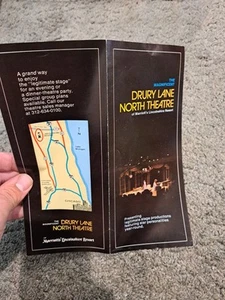 A grand way
to enjoy
the "legitimate stage"
for an evening or
a dinner-theatre party.
Special group plans
available. Call our
theatre sales manager
at 312-634-0100.
THE
DRURY LANE
NORTH THEATRE
Marriott's Lincolnshire Resort
THE
DRURY LANE
NORTH THEATRE
at Marriott's Lincolnshire Resort
Presenting
legitimate stage productions
featuring star personalities
year-round.